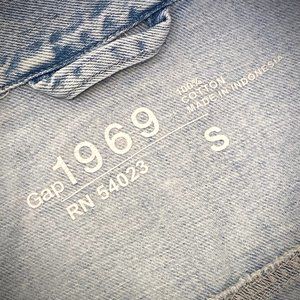 Gap 1969
RN 54023
100%
COTTON
MADE IN INDONESIA
S